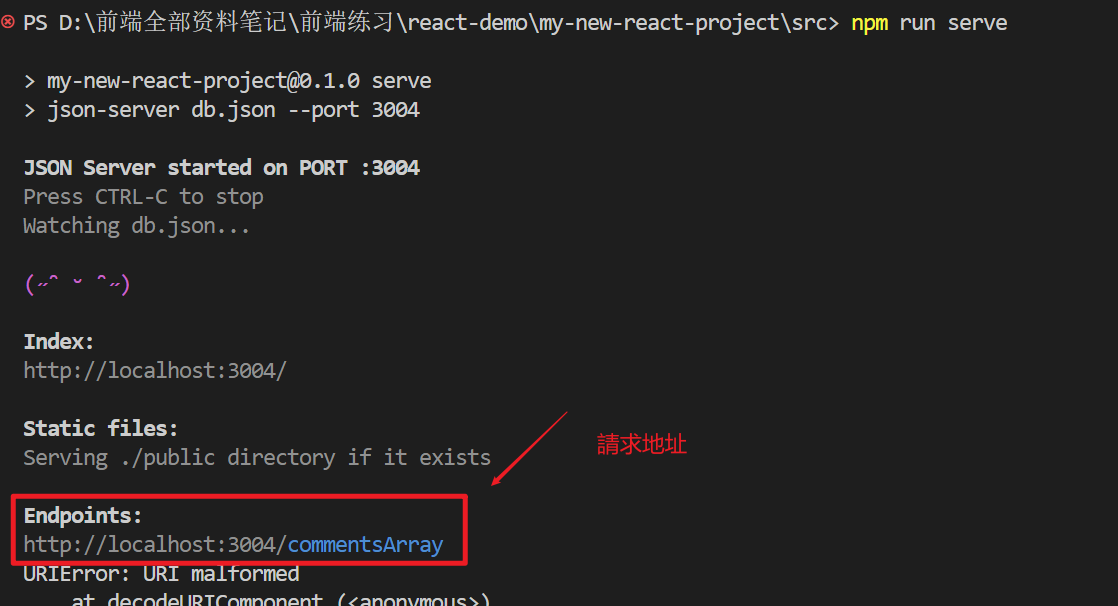 PS D:\前端全部资料笔记\前端练习\react-demo\my-new-react-project\src> npm run serve
> my-new-react-project@0.1.0 serve
> json-server db.json --port 3004
JSON Server started on PORT :3004
Press CTRL-C to stop
Watching db.json...
(˶ᵔ ᵕ ᵔ˶)
Index:
http://localhost:3004/
Static files:
Serving ./public directory if it exists
請求地址
Endpoints:
http://localhost:3004/commentsArray
URIError: URI malformed
at decodeURIComponent (<anonymous>)